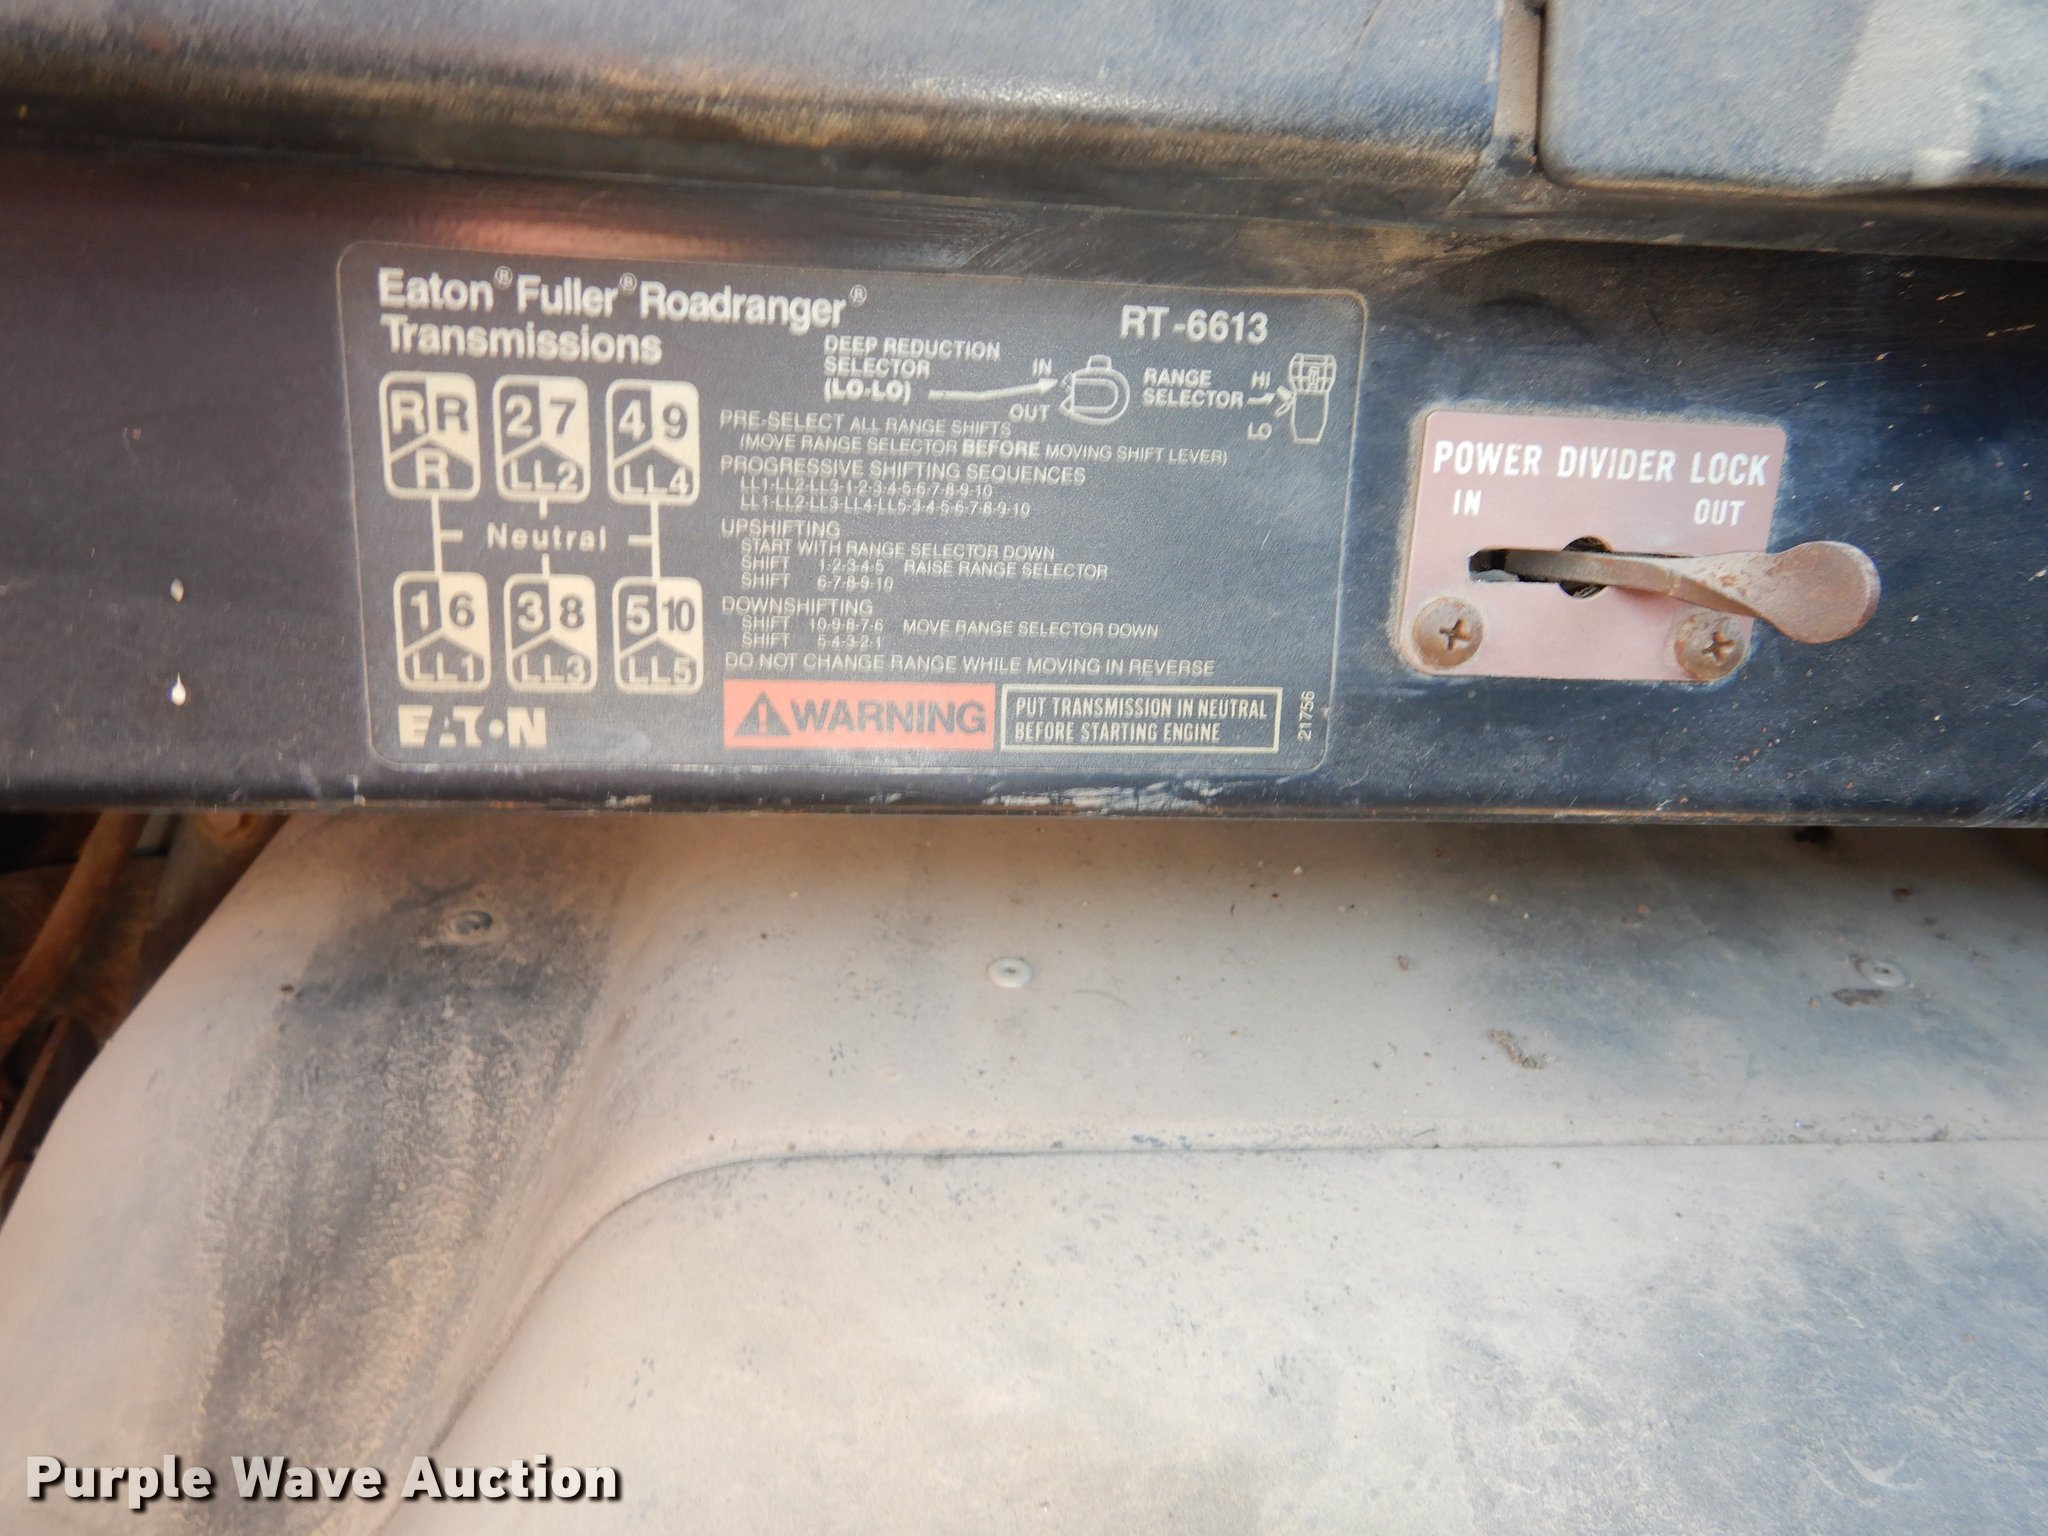 Eaton® Fuller® Roadranger®
Transmissions
RT-6613
DEEP REDUCTION
SELECTOR
(LO-LO)
IN
OUT
RANGE
SELECTOR
HI
LO
R R
R
2 7
LL2
4 9
LL4
Neutral
1 6
LL1
3 8
LL3
5 10
LL5
EATON
PRE-SELECT ALL RANGE SHIFTS
(MOVE RANGE SELECTOR BEFORE MOVING SHIFT LEVER)
PROGRESSIVE SHIFTING SEQUENCES
LL1-LL2-LL3-1-2-3-4-5-6-7-8-9-10
LL1-LL2-LL3-LL4-LL5-3-4-5-6-7-8-9-10
UPSHIFTING
START WITH RANGE SELECTOR DOWN
SHIFT 1-2-3-4-5 RAISE RANGE SELECTOR
SHIFT 6-7-8-9-10
DOWNSHIFTING
SHIFT 10-9-8-7-6 MOVE RANGE SELECTOR DOWN
SHIFT 5-4-3-2-1
DO NOT CHANGE RANGE WHILE MOVING IN REVERSE
WARNING
PUT TRANSMISSION IN NEUTRAL
BEFORE STARTING ENGINE
21756
POWER DIVIDER LOCK
IN
OUT
Purple Wave Auction